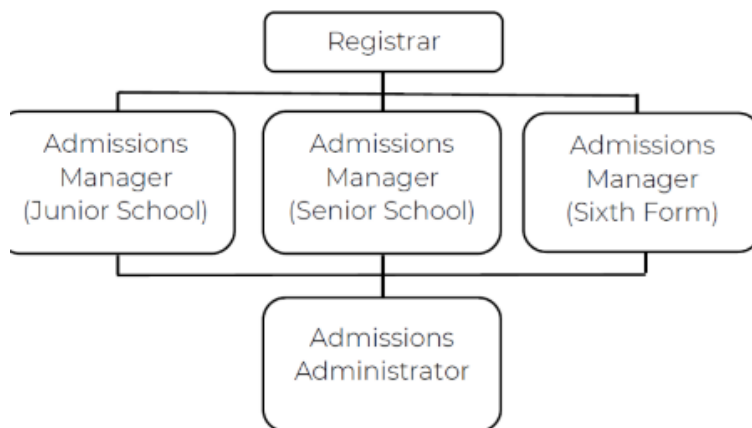 Registrar
Admissions
Manager
(Junior School)
Admissions
Manager
(Senior School)
Admissions
Manager
(Sixth Form)
Admissions
Administrator